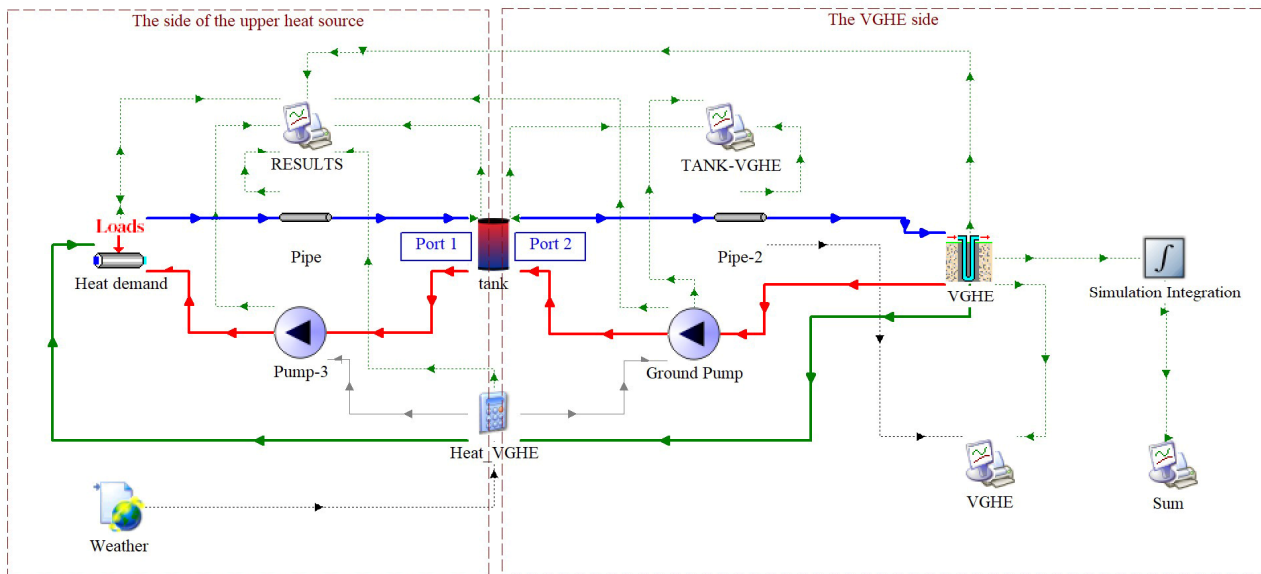 The side of the upper heat source
The VGHE side
RESULTS
TANK-VGHE
Loads
Pipe
Port 1
Port 2
Pipe-2
Heat demand
tank
VGHE
Simulation Integration
Pump-3
Ground Pump
Heat_VGHE
VGHE
Sum
Weather